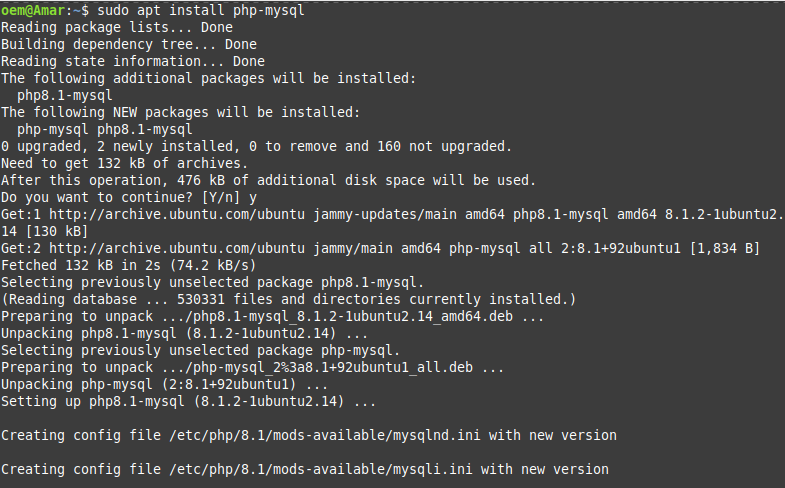 oem@Amar:~$ sudo apt install php-mysql
Reading package lists... Done
Building dependency tree... Done
Reading state information... Done
The following additional packages will be installed:
  php8.1-mysql
The following NEW packages will be installed:
  php-mysql php8.1-mysql
0 upgraded, 2 newly installed, 0 to remove and 160 not upgraded.
Need to get 132 kB of archives.
After this operation, 476 kB of additional disk space will be used.
Do you want to continue? [Y/n] y
Get:1 http://archive.ubuntu.com/ubuntu jammy-updates/main amd64 php8.1-mysql amd64 8.1.2-1ubuntu2.
14 [130 kB]
Get:2 http://archive.ubuntu.com/ubuntu jammy/main amd64 php-mysql all 2:8.1+92ubuntu1 [1,834 B]
Fetched 132 kB in 2s (74.2 kB/s)
Selecting previously unselected package php8.1-mysql.
(Reading database ... 530331 files and directories currently installed.)
Preparing to unpack .../php8.1-mysql_8.1.2-1ubuntu2.14_amd64.deb ...
Unpacking php8.1-mysql (8.1.2-1ubuntu2.14) ...
Selecting previously unselected package php-mysql.
Preparing to unpack .../php-mysql_2%3a8.1+92ubuntu1_all.deb ...
Unpacking php-mysql (2:8.1+92ubuntu1) ...
Setting up php8.1-mysql (8.1.2-1ubuntu2.14) ...

Creating config file /etc/php/8.1/mods-available/mysqlnd.ini with new version

Creating config file /etc/php/8.1/mods-available/mysqli.ini with new version